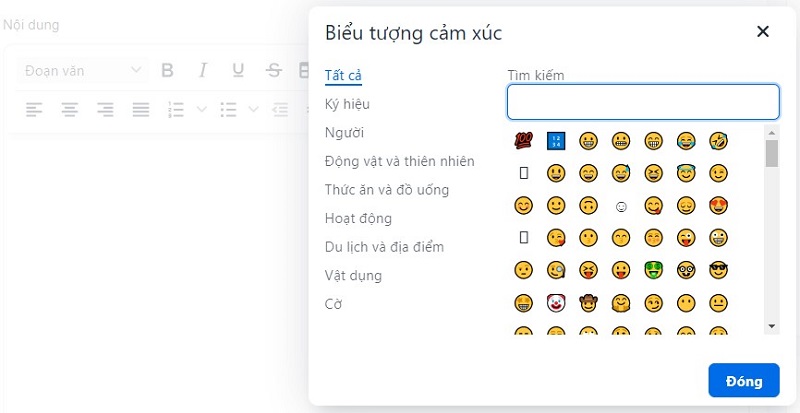 Nội dung
Đoạn văn
B I U S
Biểu tượng cảm xúc
Tất cả
Ký hiệu
Người
Động vật và thiên nhiên
Thức ăn và đồ uống
Hoạt động
Du lịch và địa điểm
Vật dụng
Cờ
Tìm kiếm
Đóng